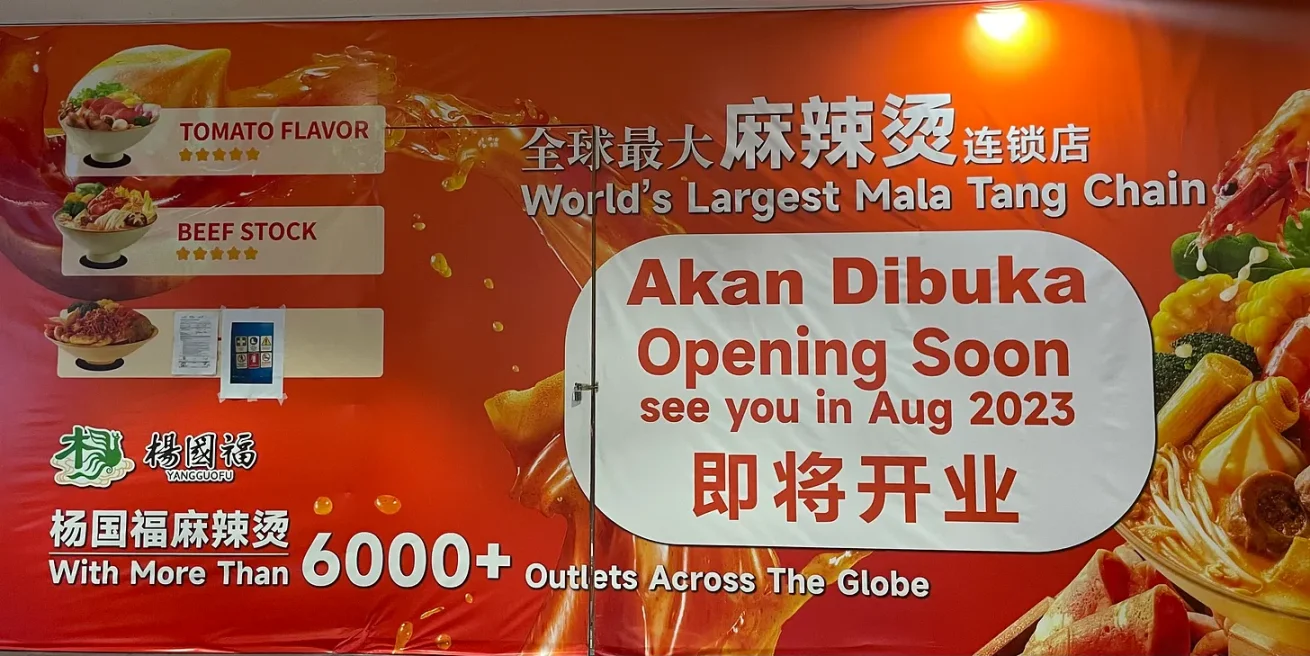 TOMATO FLAVOR
BEEF STOCK
楊國福
YANGGUOFU
杨国福麻辣烫
With More Than 6000+ Outlets Across The Globe
全球最大麻辣烫连锁店
World's Largest Mala Tang Chain
Akan Dibuka
Opening Soon
see you in Aug 2023
即将开业